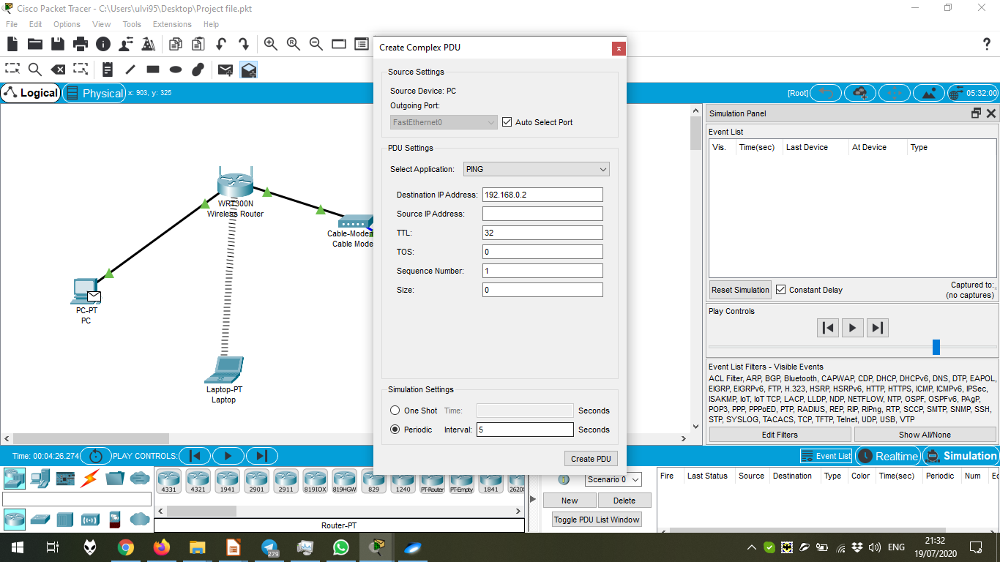 Cisco Packet Tracer - C:\Users\ulvi95\Desktop\Project file.pkt
File Edit Options View Tools Extensions Help
Logical Physical x: 903, y: 325
[Root] 05:32:00
WRT300N
Wireless Router
Cable-Modem
Cable Mode
PC-PT
PC
Laptop-PT
Laptop
Create Complex PDU
x
Source Settings
Source Device: PC
Outgoing Port:
FastEthernet0 Auto Select Port
PDU Settings
Select Application: PING
Destination IP Address: 192.168.0.2
Source IP Address:
TTL: 32
TOS: 0
Sequence Number: 1
Size: 0
Simulation Settings
One Shot Time: Seconds
Periodic Interval: 5 Seconds
Create PDU
Simulation Panel
Event List
Vis. Time(sec) Last Device At Device Type
Reset Simulation Constant Delay Captured to:
(no captures)
Play Controls
Event List Filters - Visible Events
ACL Filter, ARP, BGP, Bluetooth, CAPWAP, CDP, DHCP, DHCPv6, DNS, DTP, EAPOL,
EIGRP, EIGRPv6, FTP, H.323, HSRP, HSRPv6, HTTP, HTTPS, ICMP, ICMPv6, IPSec,
ISAKMP, IoT, IoT TCP, LACP, LLDP, NDP, NETFLOW, NTP, OSPF, OSPFv6, PAgP,
POP3, PPP, PPPoED, PTP, RADIUS, REP, RIP, RIPng, RTP, SCCP, SMTP, SNMP, SSH,
STP, SYSLOG, TACACS, TCP, TFTP, Telnet, UDP, USB, VTP
Edit Filters Show All/None
Time: 00:04:26.274 PLAY CONTROLS:
Event List Realtime Simulation
4331 4321 1941 2901 2911 819IOX 819HGW 829 1240 PT-Router PT-Empty 1841 2620X
Router-PT
Scenario 0
New Delete
Toggle PDU List Window
Fire Last Status Source Destination Type Color Time(sec) Periodic Num Ed
279
ENG
21:32
19/07/2020